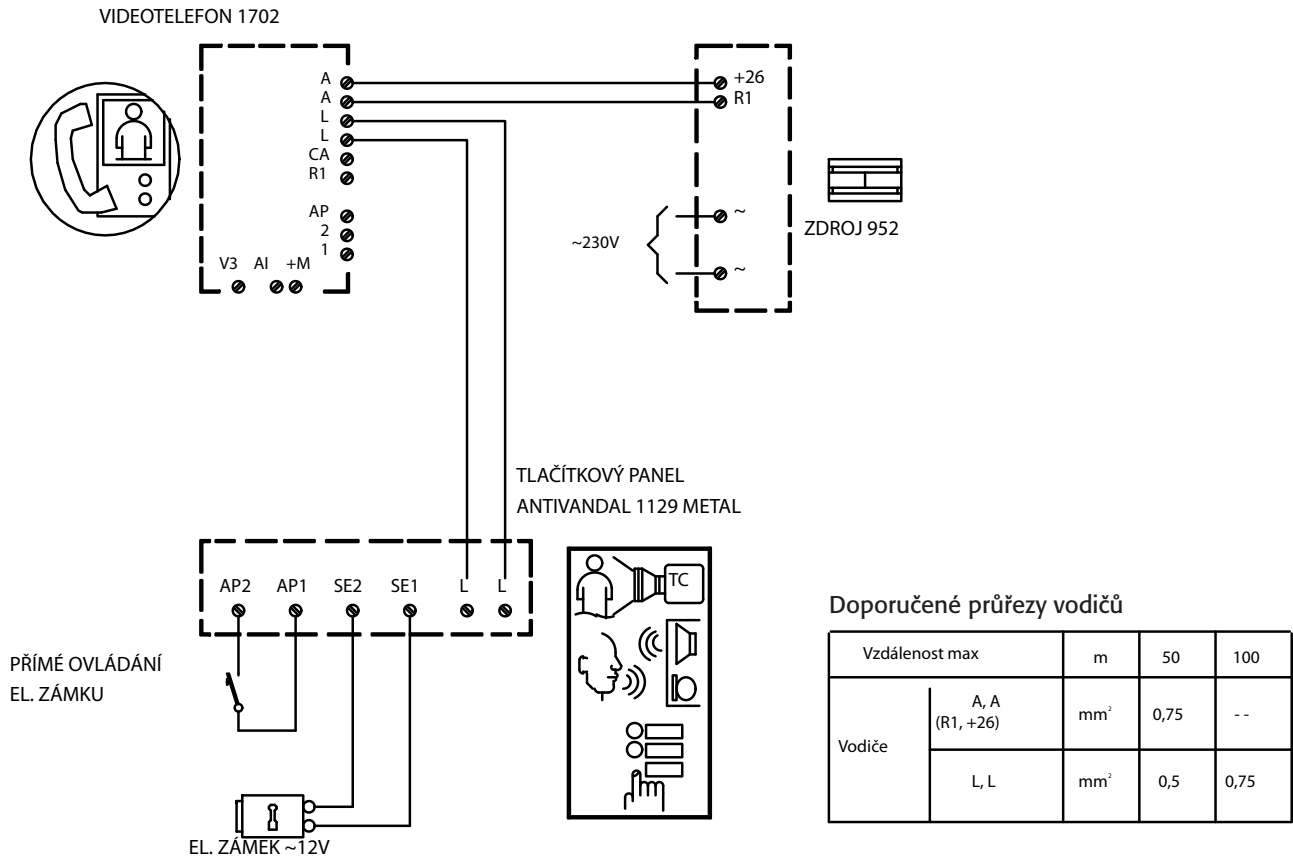 VIDEOTELEFON 1702
A
A
L
L
CA
R1
AP
2
1
V3 AI +M
+26
R1
~
~
~230V
ZDROJ 952
TLAČÍTKOVÝ PANEL
ANTIVANDAL 1129 METAL
AP2 AP1 SE2 SE1 L L
TC
PŘÍMÉ OVLÁDÁNÍ
EL. ZÁMKU
EL. ZÁMEK ~12V
Doporučené průřezy vodičů
Vzdálenost max m 50 100
Vodiče
A, A
(R1, +26) mm² 0,75 - -
L, L mm² 0,5 0,75